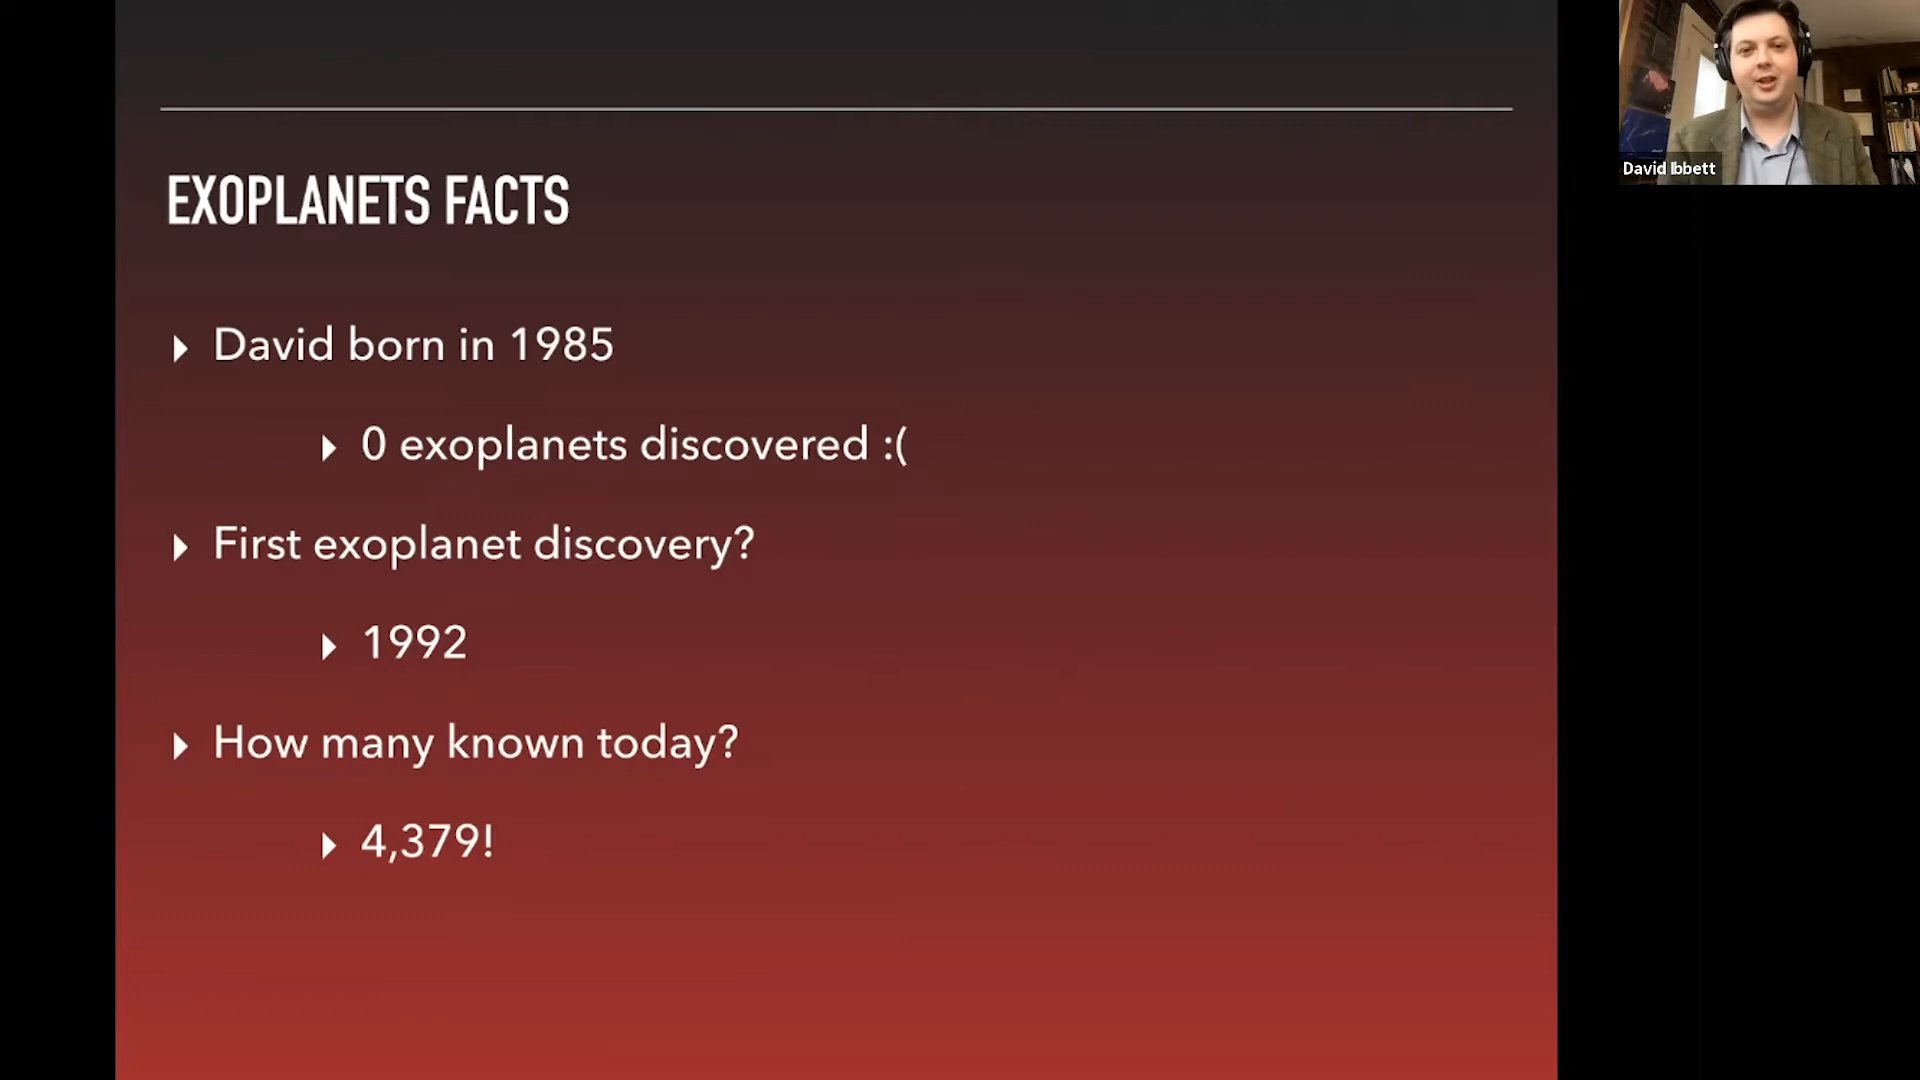 EXOPLANETS FACTS
David born in 1985
0 exoplanets discovered :(
First exoplanet discovery?
1992
How many known today?
4,379!
David Ibbett